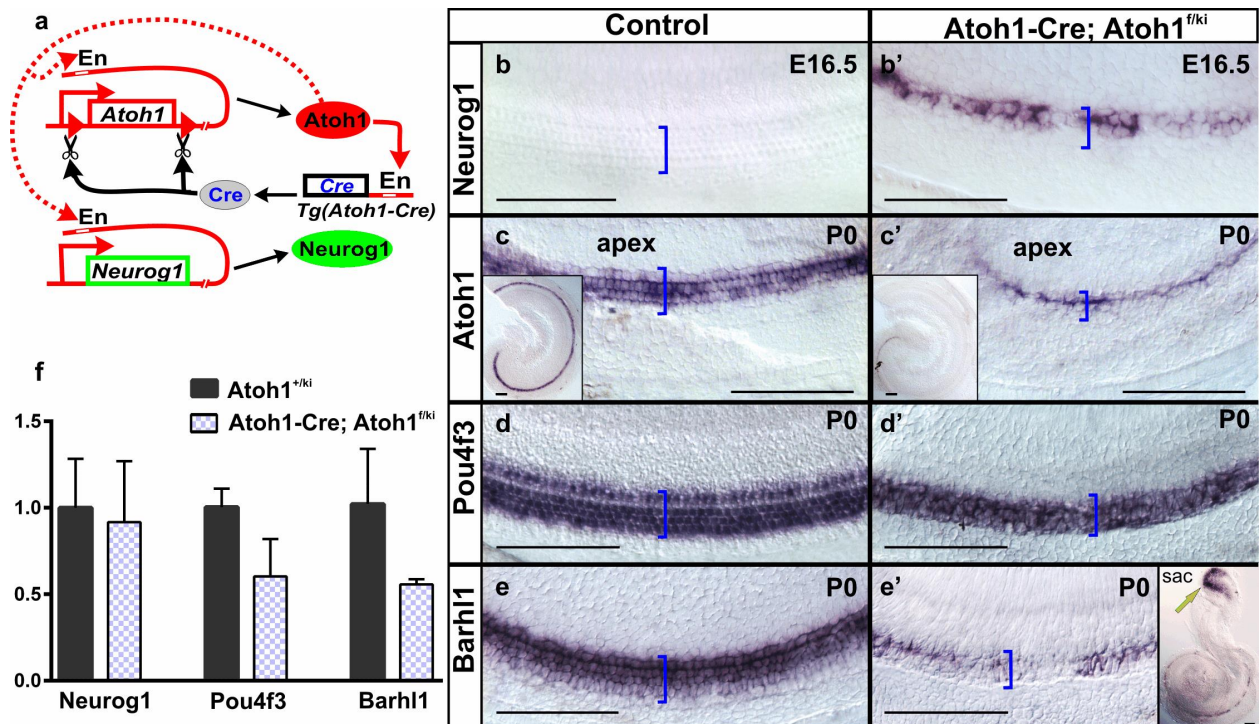 a
En
Atoh1
Atoh1
Cre
Cre
En
Tg(Atoh1-Cre)
En
Neurog1
Neurog1
Control
Atoh1-Cre; Atoh1f/ki
Neurog1
b
E16.5
b'
E16.5
Atoh1
c
apex
P0
c'
apex
P0
Pou4f3
d
P0
d'
P0
Barhl1
e
P0
e'
P0
sac
f
Atoh1+/ki
Atoh1-Cre; Atoh1f/ki
1.5
1.0
0.5
0.0
Neurog1
Pou4f3
Barhl1